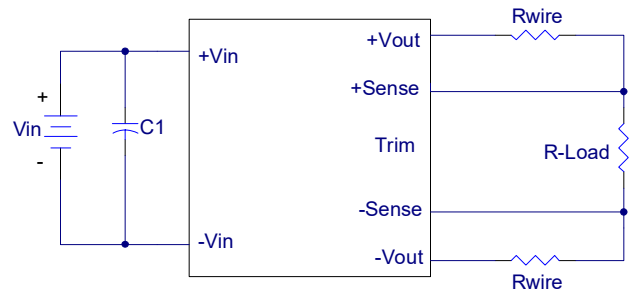 Rwire
+Vout
+Vin
+Sense
+
Vin
C1
Trim
R-Load
-
-Sense
-Vin
-Vout
Rwire